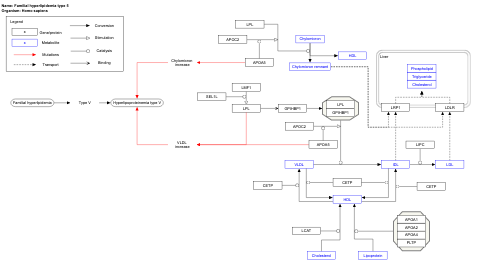 Name: Familial hyperlipidemia type 5
Organism: Homo sapiens
Legend
Gene/protein
Metabolite
Mutations
Transport
Conversion
Stimulation
Catalysis
Binding
LPL
APOC2
APOA5
Chylomicron
HDL
Chylomicron remnant
Chylomicron
increase
Liver
Phospholipid
Triglyceride
Cholesterol
LRP1
LDLR
Familial hyperlipidemia
Type V
Hyperlipoproteinemia type V
LMF1
SEL1L
LPL
GPIHBP1
LPL
GPIHBP1
APOC2
APOA5
VLDL
increase
LIPC
VLDL
IDL
LDL
CETP
CETP
CETP
HDL
LCAT
APOA1
APOA2
APOA4
PLTP
Cholesterol
Lipoprotein